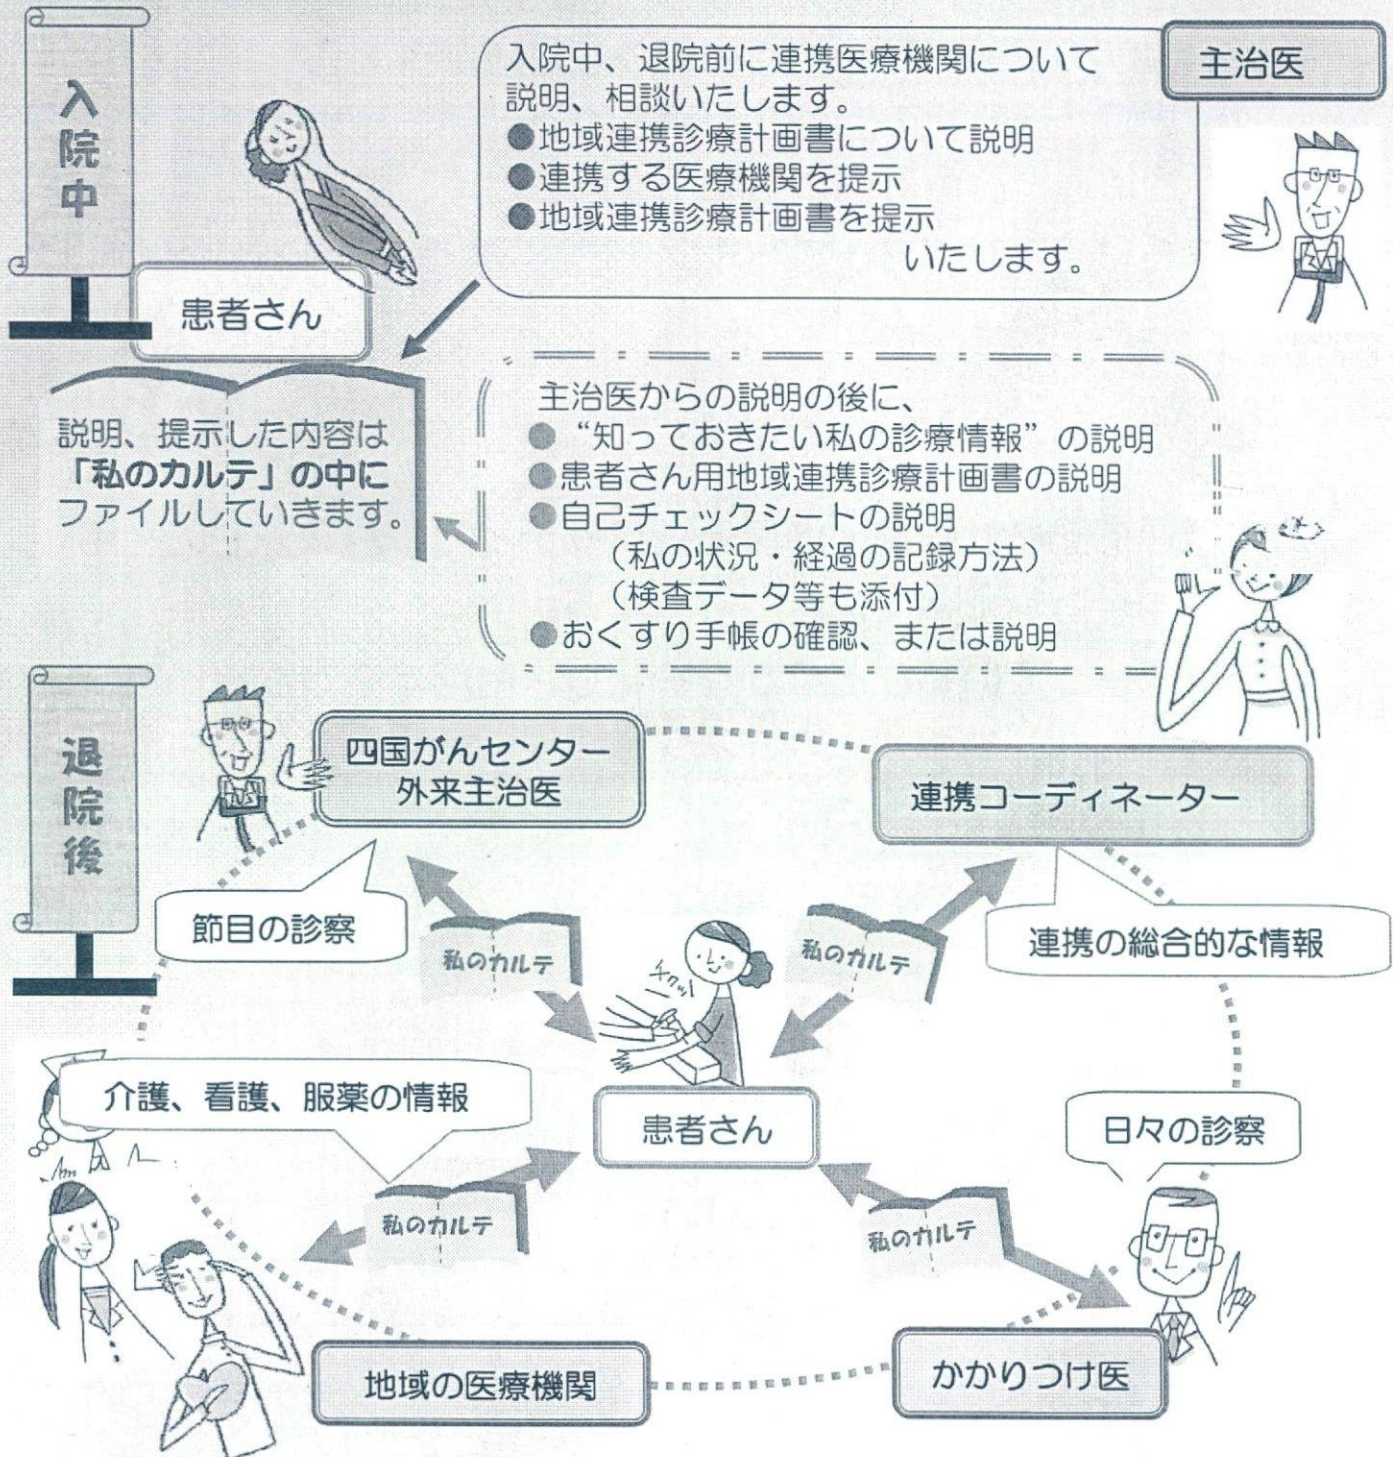 入院中
主治医
入院中、退院前に連携医療機関について
説明、相談いたします。
●地域連携診療計画書について説明
●連携する医療機関を提示
●地域連携診療計画書を提示
いたします。
患者さん
説明、提示した内容は
「私のカルテ」の中に
ファイルしていきます。
主治医からの説明の後に、
●“知っておきたい私の診療情報”の説明
●患者さん用地域連携診療計画書の説明
●自己チェックシートの説明
(私の状況・経過の記録方法)
(検査データ等も添付)
●おくすり手帳の確認、または説明
退院後
四国がんセンター
外来主治医
連携コーディネーター
節目の診察
連携の総合的な情報
私のカルテ
私のカルテ
チクッ
介護、看護、服薬の情報
患者さん
日々の診察
私のカルテ
私のカルテ
地域の医療機関
かかりつけ医